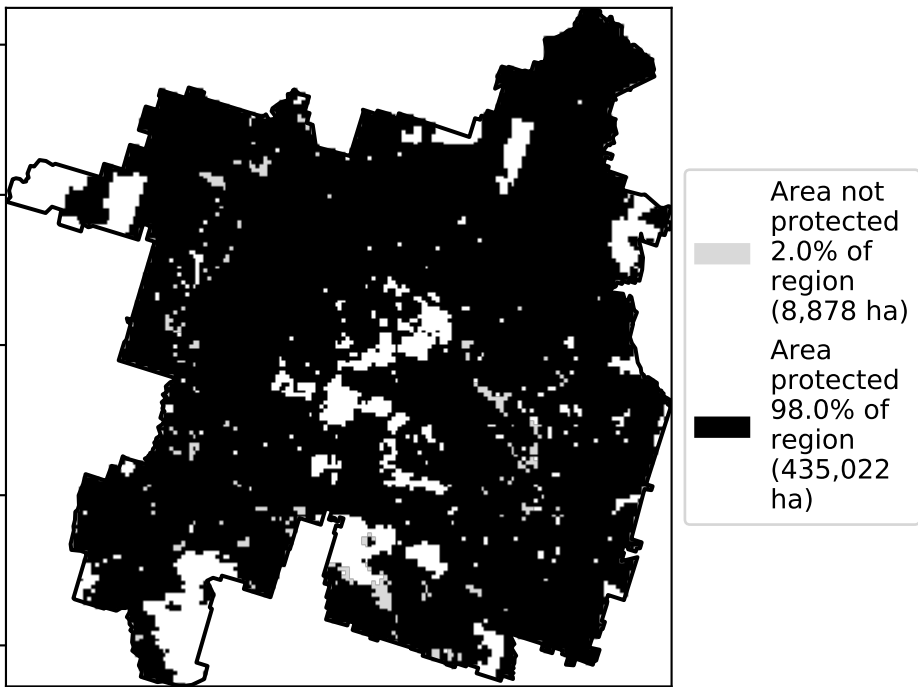 Area not
protected
2.0% of
region
(8,878 ha)
Area
protected
98.0% of
region
(435,022
ha)